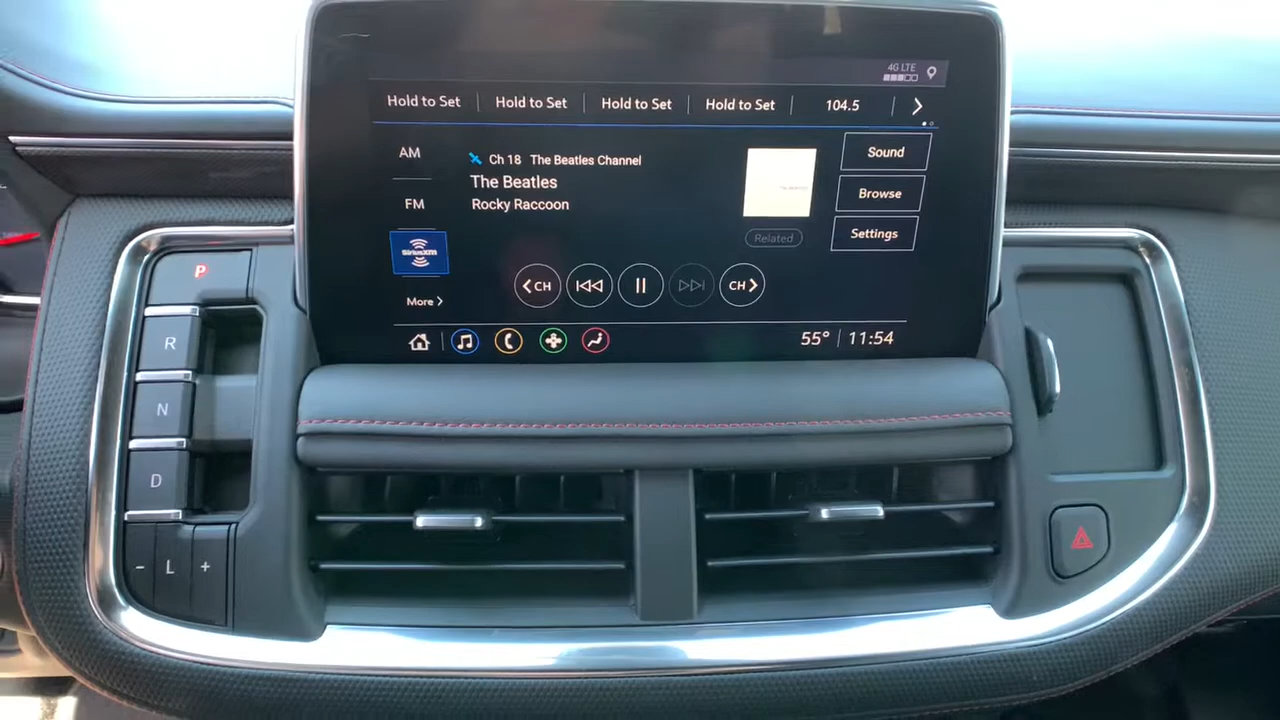 4G LTE
Hold to Set Hold to Set Hold to Set Hold to Set 104.5
AM
Ch 18 The Beatles Channel
Sound
The Beatles
Browse
FM
Rocky Raccoon
Settings
Related
SiriusXM
CH CH
More
55° 11:54
P
R
N
D
- L +